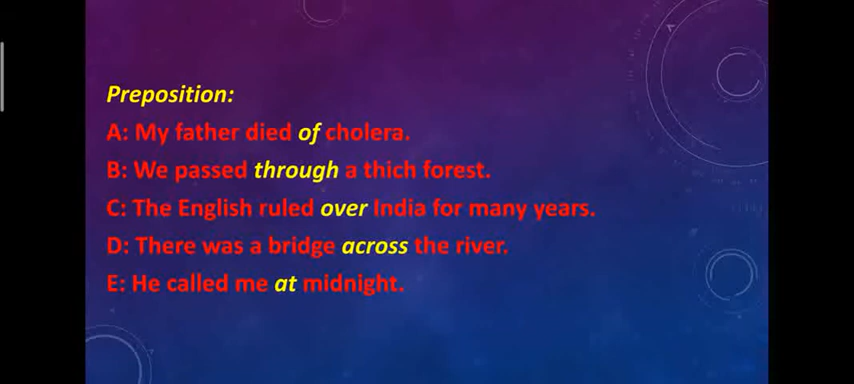 Preposition:
A: My father died of cholera.
B: We passed through a thich forest.
C: The English ruled over India for many years.
D: There was a bridge across the river.
E: He called me at midnight.